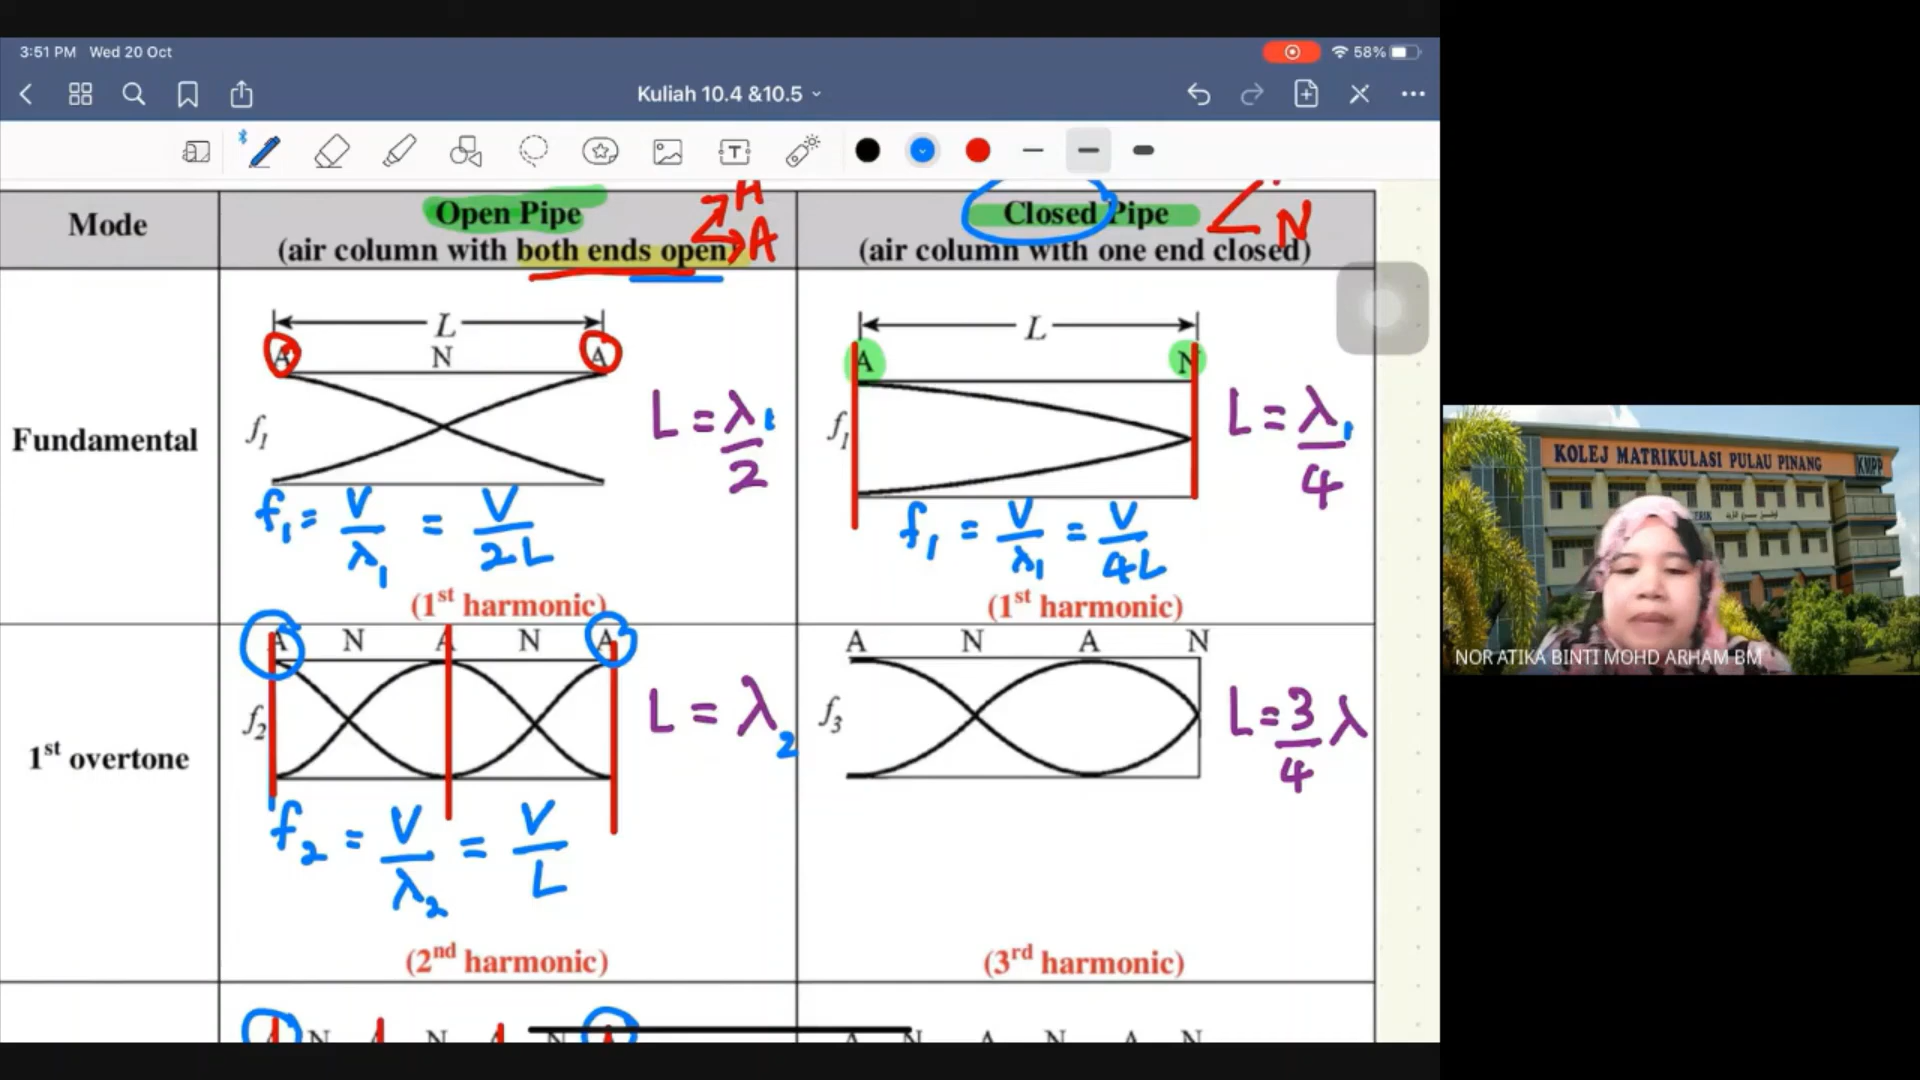 3:51 PM Wed 20 Oct
58%
Kuliah 10.4 &10.5
Mode
Open Pipe
(air column with both ends open)
A
A
Closed Pipe
(air column with one end closed)
N
Fundamental
L
A N A
f1
L = λ1/2
f1 = V/λ1 = V/2L
(1st harmonic)
L
A N
f1
L = λ1/4
f1 = V/λ1 = V/4L
(1st harmonic)
1st overtone
A N A N A
f2
L = λ2
f2 = V/λ2 = V/L
(2nd harmonic)
A N A N
f3
L = 3/4 λ
(3rd harmonic)
KOLEJ MATRIKULASI PULAU PINANG
KMPP
NOR ATIKA BINTI MOHD ARHAM BM